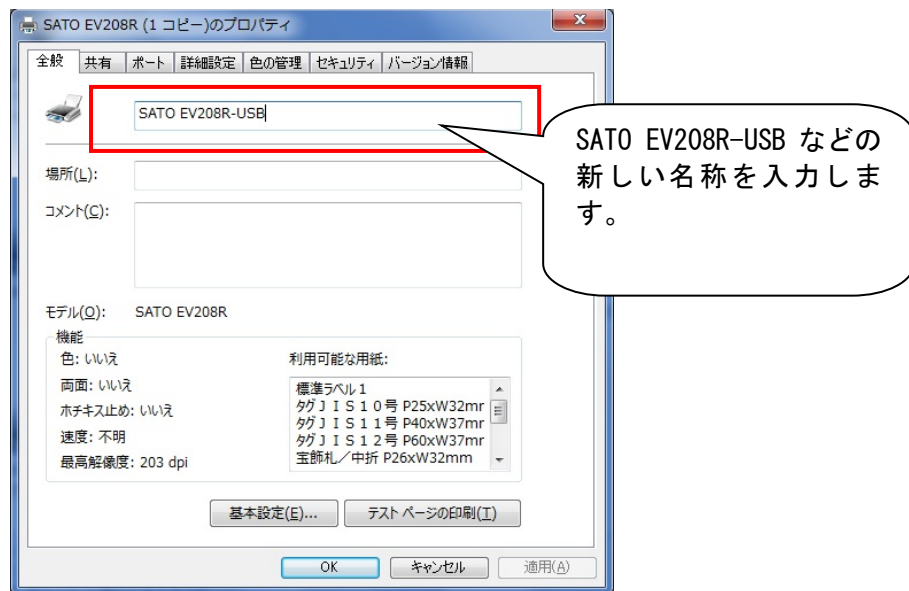 SATO EV208R (1 コピー)のプロパティ
全般 共有 ポート 詳細設定 色の管理 セキュリティ バージョン情報
SATO EV208R-USB
SATO EV208R-USB などの
新しい名称を入力しま
す。
場所(L):
コメント(C):
モデル(O): SATO EV208R
機能
色: いいえ
両面: いいえ
ホチキス止め: いいえ
速度: 不明
最高解像度: 203 dpi
利用可能な用紙:
標準ラベル1
タグJIS10号 P25xW32mr
タグJIS11号 P40xW37mr
タグJIS12号 P60xW37mr
宝飾札/中折 P26xW32mm
基本設定(E)... テスト ページの印刷(T)
OK キャンセル 適用(A)